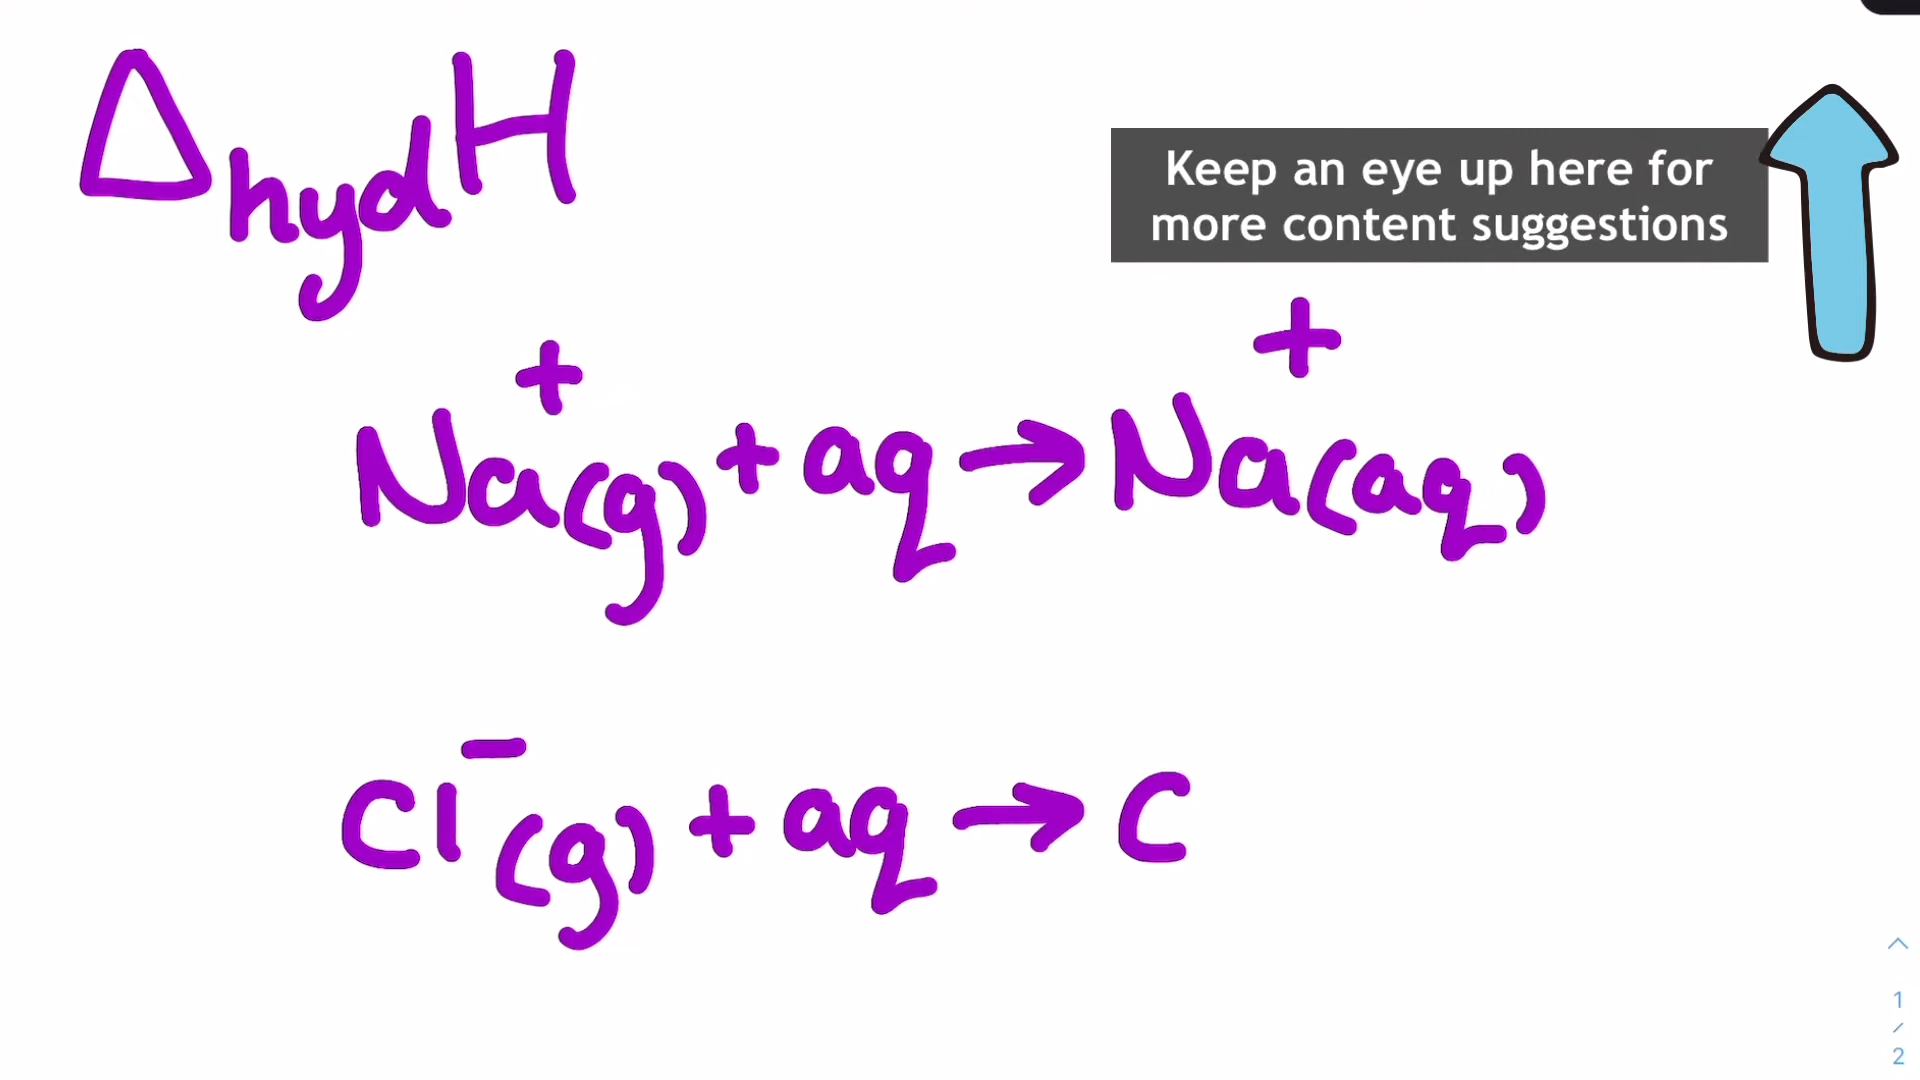 ΔhydH
Keep an eye up here for
more content suggestions
Na⁺(g) + aq → Na⁺(aq)
Cl⁻(g) + aq → C
1
/
2